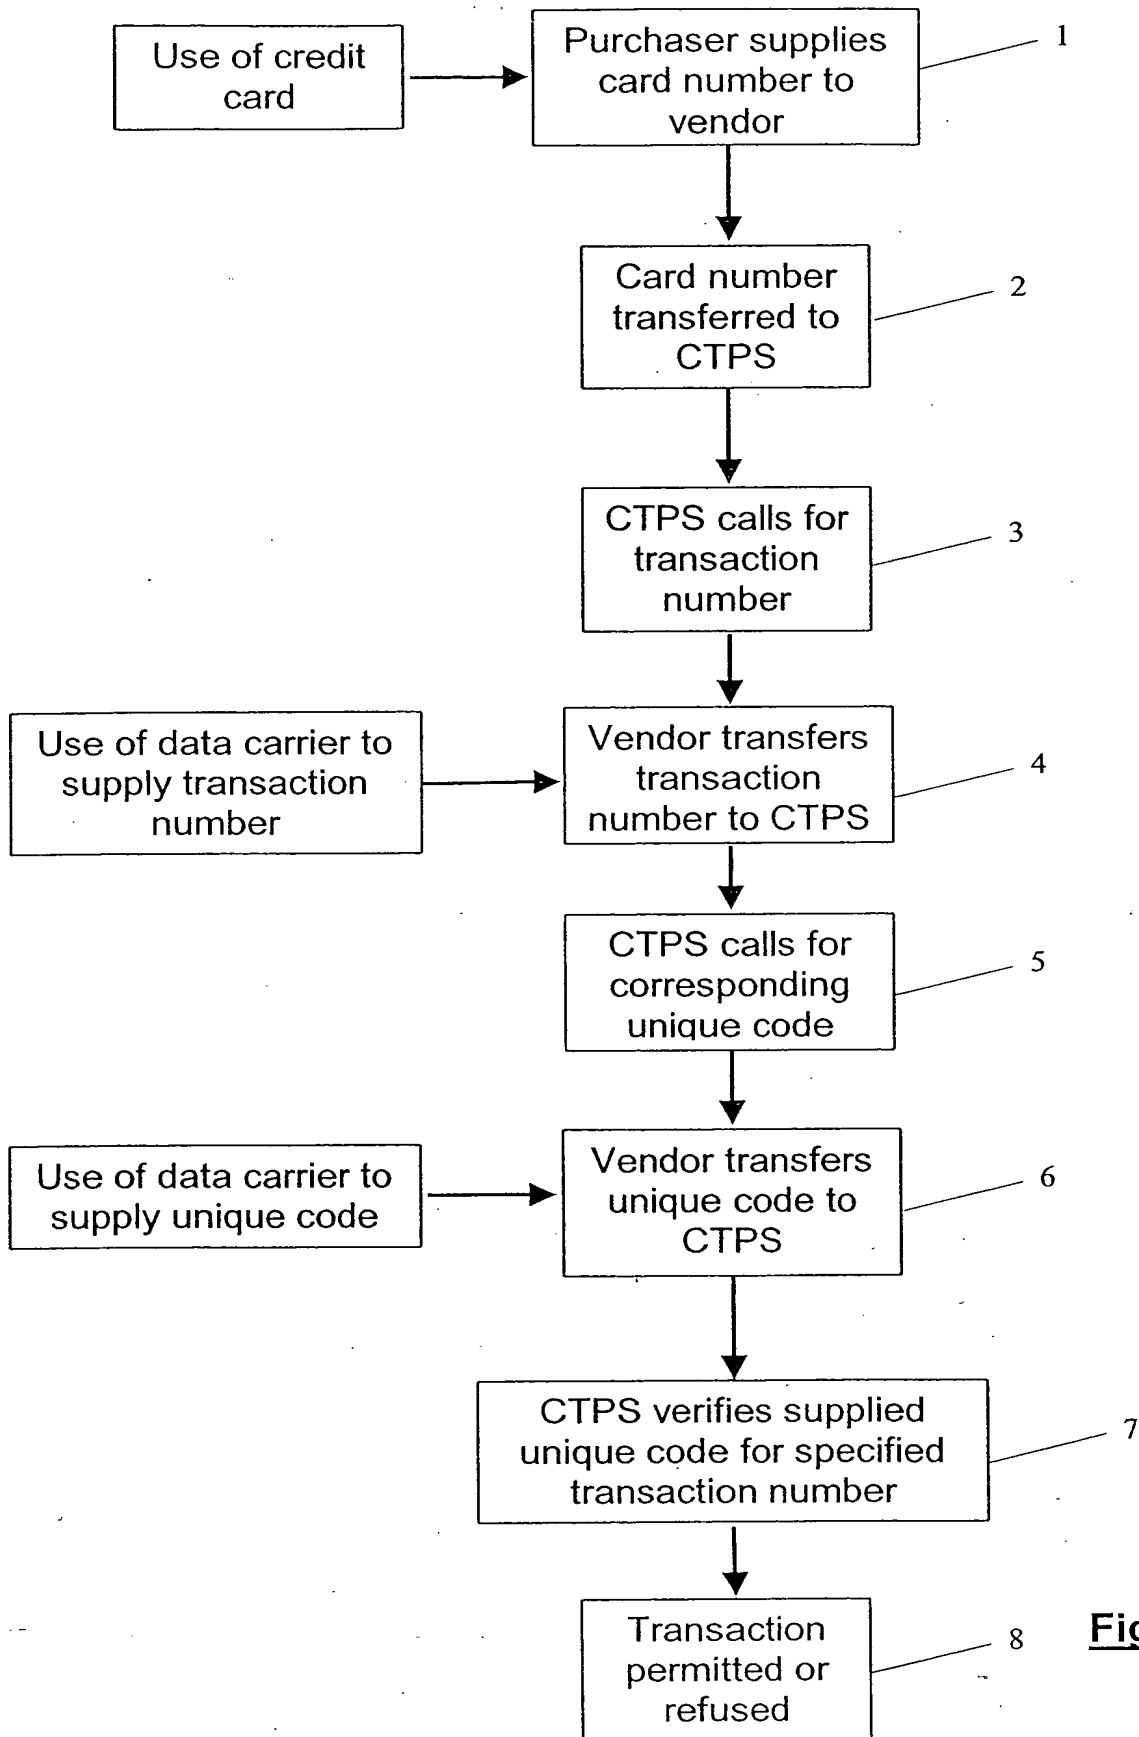 Use of credit
card
Purchaser supplies
card number to
vendor
1
Card number
transferred to
CTPS
2
CTPS calls for
transaction
number
3
Use of data carrier to
supply transaction
number
Vendor transfers
transaction
number to CTPS
4
CTPS calls for
corresponding
unique code
5
Use of data carrier to
supply unique code
Vendor transfers
unique code to
CTPS
6
CTPS verifies supplied
unique code for specified
transaction number
7
Transaction
permitted or
refused
8